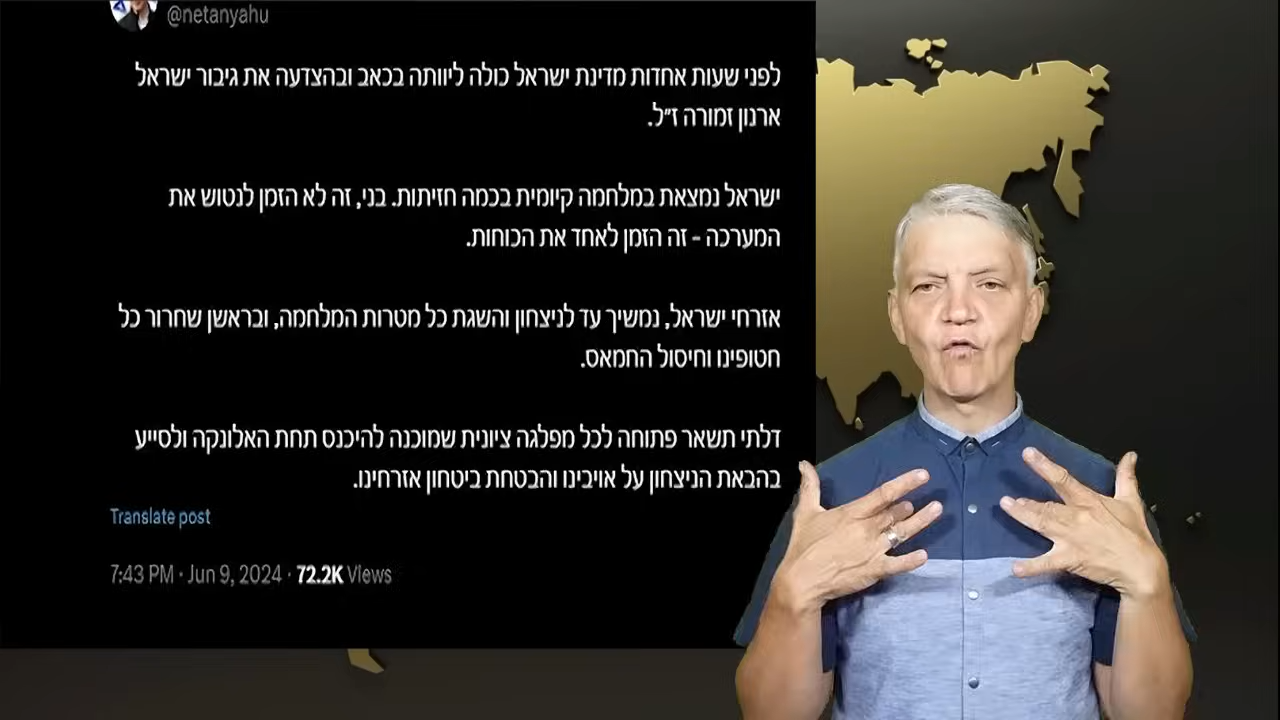 @netanyahu
לפני שעות אחדות מדינת ישראל כולה ליוותה בכאב ובהצדעה את גיבור ישראל
ארנון זמורה ז״ל.
ישראל נמצאת במלחמה קיומית בכמה חזיתות. בני, זה לא הזמן לנטוש את
המערכה - זה הזמן לאחד את הכוחות.
אזרחי ישראל, נמשיך עד לניצחון והשגת כל מטרות המלחמה, ובראשן שחרור כל
חטופינו וחיסול החמאס.
דלתי תשאר פתוחה לכל מפלגה ציונית שמוכנה להיכנס תחת האלונקה ולסייע
בהבאת הניצחון על אויבינו והבטחת ביטחון אזרחינו.
Translate post
7:43 PM · Jun 9, 2024 · 72.2K Views